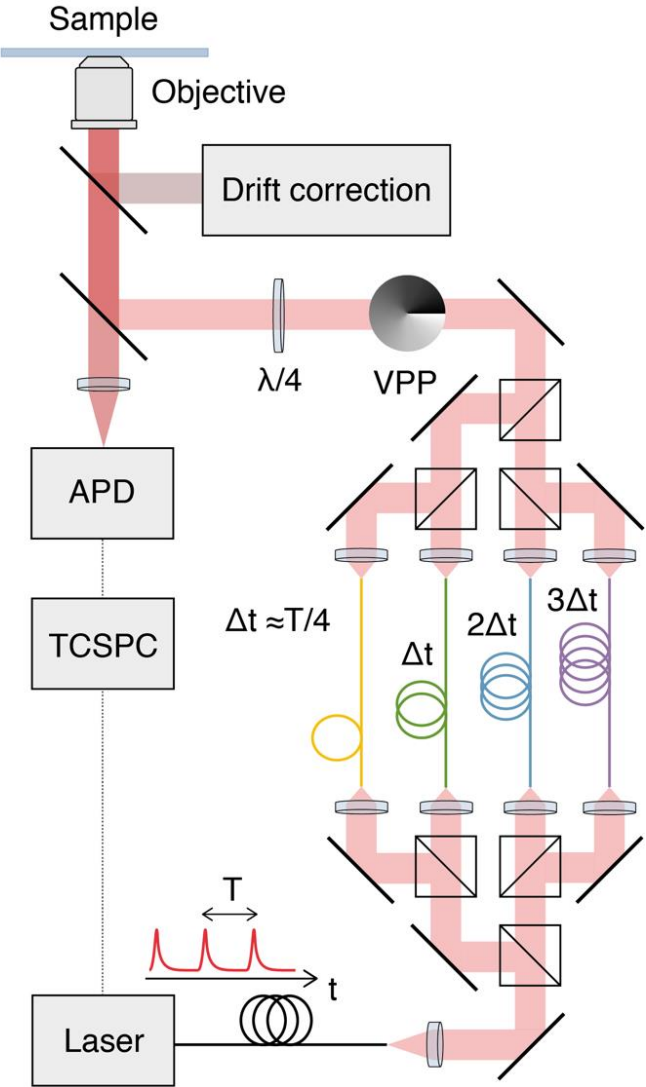 Sample
Objective
Drift correction
λ/4
VPP
APD
TCSPC
Δt ≈T/4
Δt
2Δt
3Δt
T
t
Laser